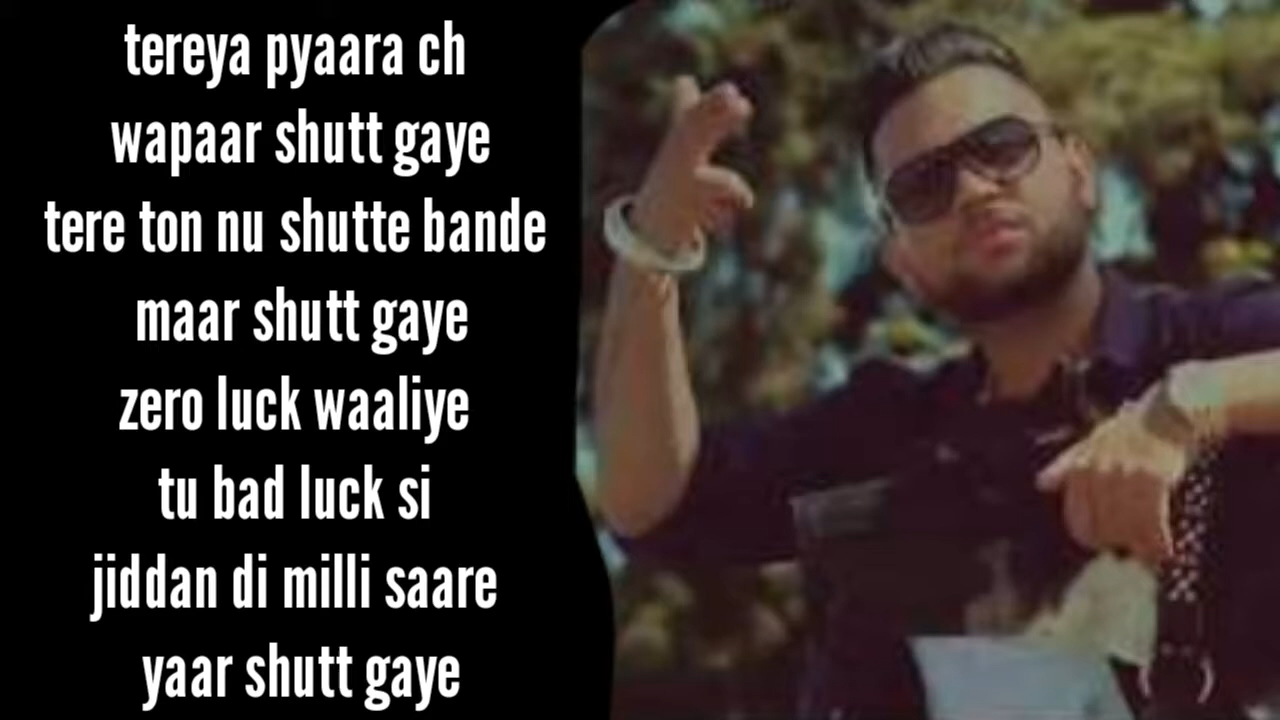 tereya pyaara ch
wapaar shutt gaye
tere ton nu shutte bande
maar shutt gaye
zero luck waaliye
tu bad luck si
jiddan di milli saare
yaar shutt gaye